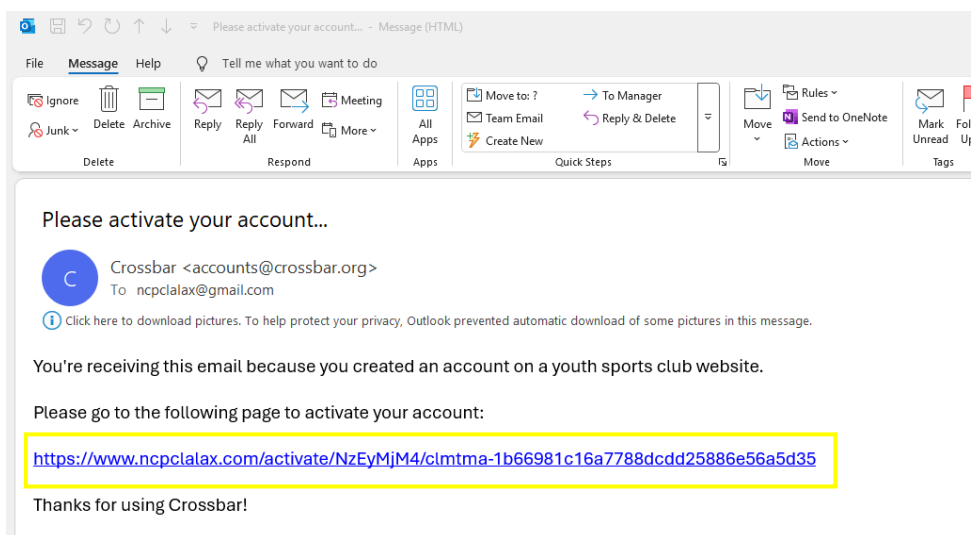 Please activate your account... - Message (HTML)
File Message Help Tell me what you want to do
Ignore
Junk
Delete
Archive
Delete
Reply
Reply All
Forward
Meeting
More
Respond
All Apps
Apps
Move to: ?
Team Email
Create New
To Manager
Reply & Delete
Quick Steps
Move
Rules
Send to OneNote
Actions
Move
Mark Unread
Fol
Up
Tags
Please activate your account...
C
Crossbar <accounts@crossbar.org>
To ncpclalax@gmail.com
Click here to download pictures. To help protect your privacy, Outlook prevented automatic download of some pictures in this message.
You're receiving this email because you created an account on a youth sports club website.
Please go to the following page to activate your account:
https://www.ncpclalax.com/activate/NzEyMjM4/clmtma-1b66981c16a7788dcdd25886e56a5d35
Thanks for using Crossbar!